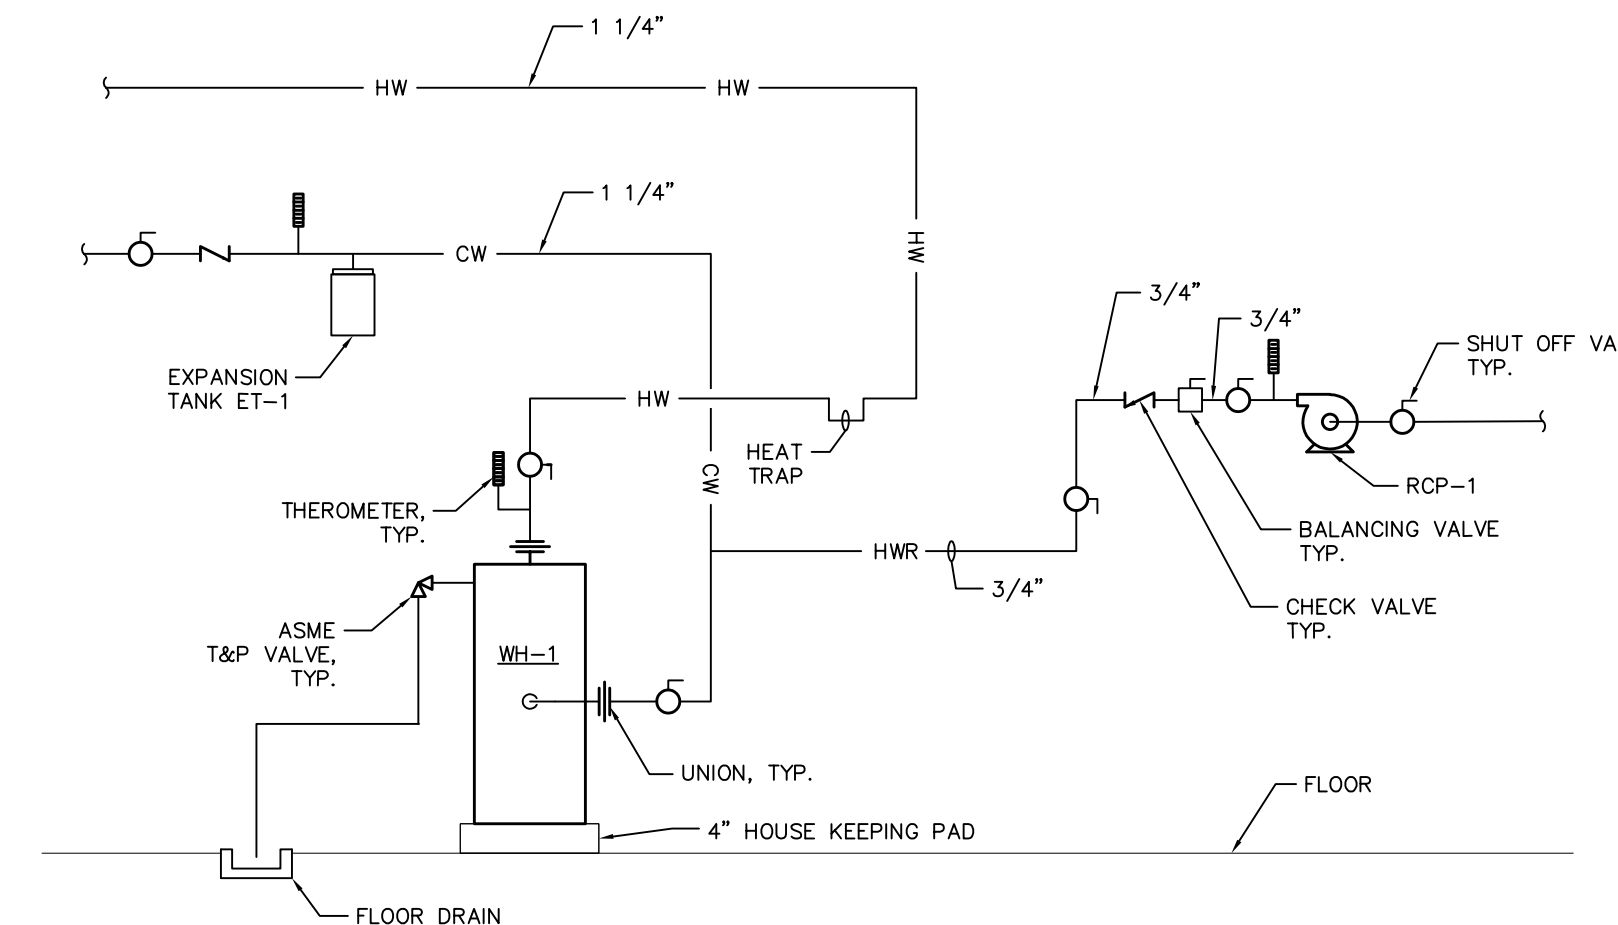 1 1/4”
HW
HW
1 1/4”
CW
HW
EXPANSION
TANK ET-1
HW
HEAT
TRAP
CW
THEROMETER,
TYP.
3/4”
3/4”
SHUT OFF VA
TYP.
RCP-1
BALANCING VALVE
TYP.
HWR
3/4”
CHECK VALVE
TYP.
ASME
T&P VALVE,
TYP.
WH-1
UNION, TYP.
FLOOR
4” HOUSE KEEPING PAD
FLOOR DRAIN